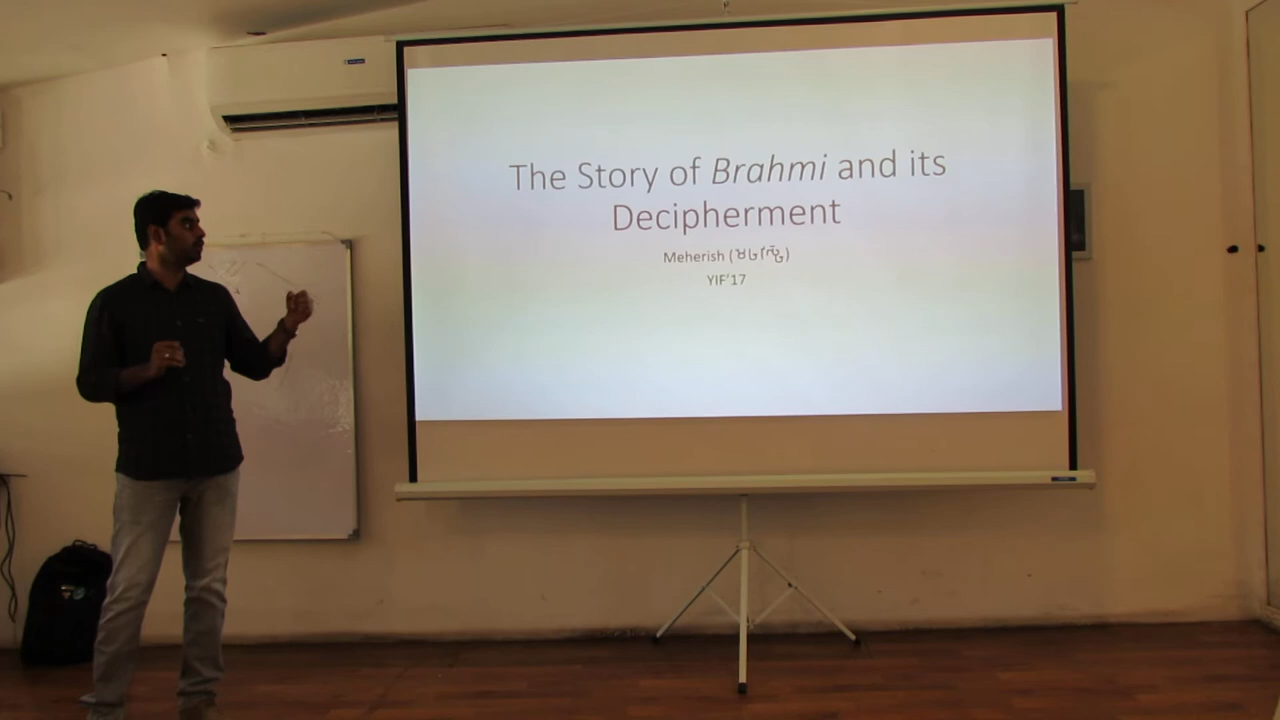 The Story of Brahmi and its
Decipherment
Meherish (
YIF'17